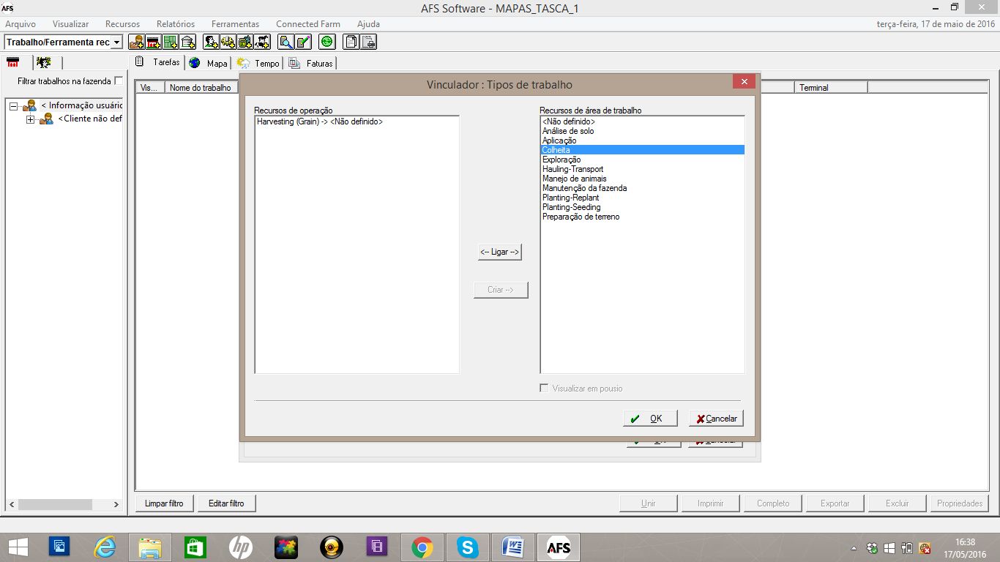 AFS
AFS Software - MAPAS_TASCA_1
Arquivo Visualizar Recursos Relatórios Ferramentas Connected Farm Ajuda terça-feira, 17 de maio de 2016
Trabalho/Ferramenta rec
Tarefas Mapa Tempo Faturas
Filtrar trabalhos na fazenda
Vis... Nome do trabalho Terminal
< Informação usuáric
<Cliente não def
Vinculador : Tipos de trabalho
Recursos de operação
Harvesting (Grain) -> <Não definido>
<-- Ligar -->
Criar -->
Recursos de área de trabalho
<Não definido>
Análise de solo
Aplicação
Colheita
Exploração
Hauling-Transport
Manejo de animais
Manutenção da fazenda
Planting-Replant
Planting-Seeding
Preparação de terreno
Visualizar em pousio
OK Cancelar
Limpar filtro Editar filtro Unir Imprimir Completo Exportar Excluir Propriedades
hp
AFS
16:38
17/05/2016